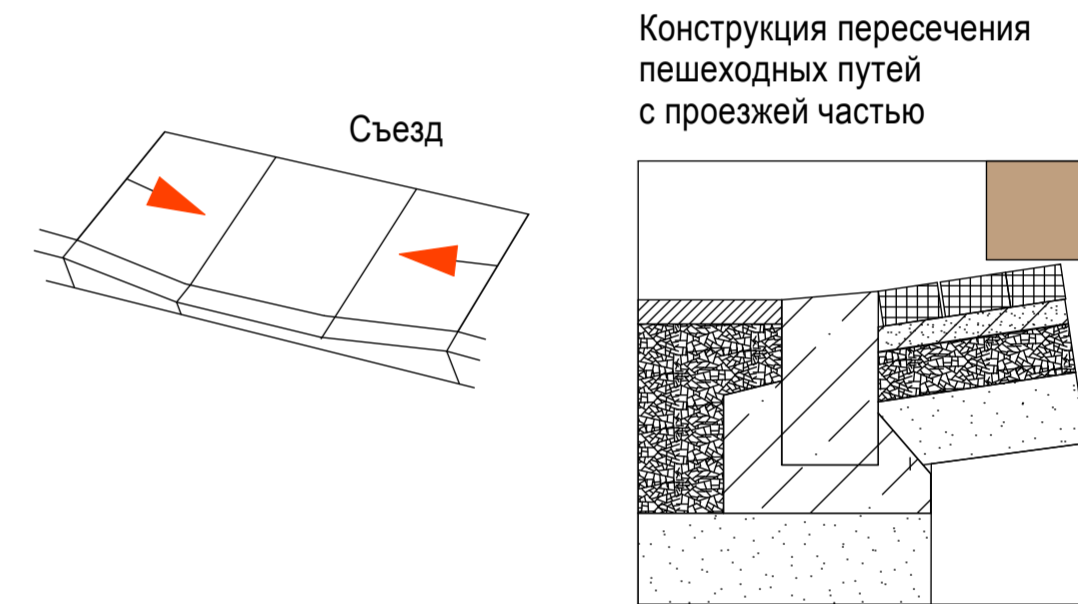 Съезд
Конструкция пересечения
пешеходных путей
с проезжей частью